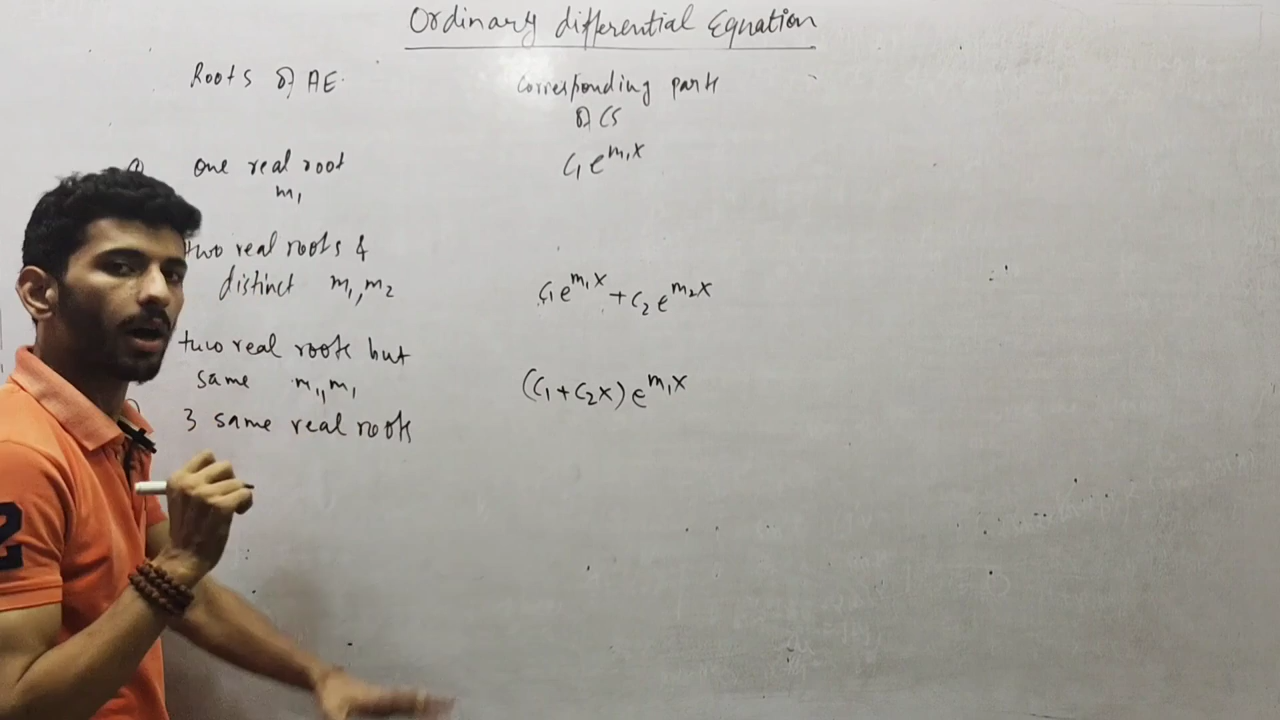 Ordinary differential Equation
Roots of AE.
Corresponding parts
of CS
one real root
m₁
C₁e^{m₁x}
two real roots &
distinct m₁, m₂
C₁e^{m₁x} + C₂e^{m₂x}
two real roots but
same m₁, m₁
(C₁+C₂x)e^{m₁x}
3 same real roots
2